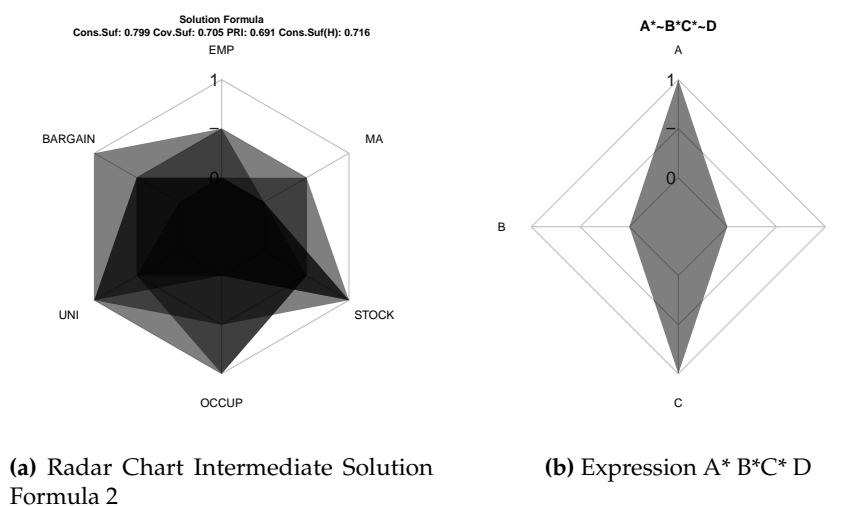 Solution Formula
Cons.Suf: 0.799 Cov.Suf: 0.705 PRI: 0.691 Cons.Suf(H): 0.716
EMP
1
–
0
BARGAIN
MA
UNI
STOCK
OCCUP
A*~B*C*~D
A
1
–
0
B
C
(a) Radar Chart Intermediate Solution
Formula 2
(b) Expression A* B*C* D